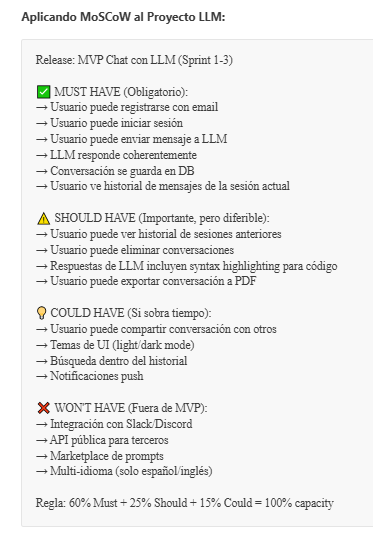 Aplicando MoSCoW al Proyecto LLM:
Release: MVP Chat con LLM (Sprint 1-3)
✅ MUST HAVE (Obligatorio):
→ Usuario puede registrarse con email
→ Usuario puede iniciar sesión
→ Usuario puede enviar mensaje a LLM
→ LLM responde coherentemente
→ Conversación se guarda en DB
→ Usuario ve historial de mensajes de la sesión actual
⚠️ SHOULD HAVE (Importante, pero diferible):
→ Usuario puede ver historial de sesiones anteriores
→ Usuario puede eliminar conversaciones
→ Respuestas de LLM incluyen syntax highlighting para código
→ Usuario puede exportar conversación a PDF
💡 COULD HAVE (Si sobra tiempo):
→ Usuario puede compartir conversación con otros
→ Temas de UI (light/dark mode)
→ Búsqueda dentro del historial
→ Notificaciones push
❌ WON'T HAVE (Fuera de MVP):
→ Integración con Slack/Discord
→ API pública para terceros
→ Marketplace de prompts
→ Multi-idioma (solo español/inglés)
Regla: 60% Must + 25% Should + 15% Could = 100% capacity